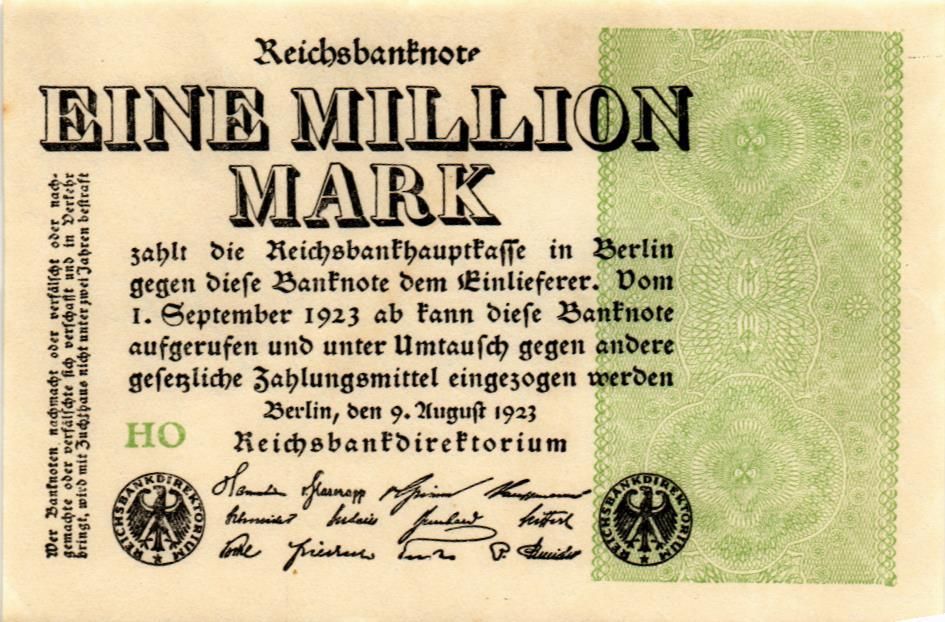 Reichsbanknote
EINE MILLION
MARK
zahlt die Reichsbankhauptkasse in Berlin
gegen diese Banknote dem Einlieferer. Vom
1. September 1923 ab kann diese Banknote
aufgerufen und unter Umtausch gegen andere
gesetzliche Zahlungsmittel eingezogen werden
Berlin, den 9. August 1923
Reichsbankdirektorium
HO
Wer Banknoten nachmacht oder verfälscht oder nach-
gemachte oder verfälschte sich verschafft und in Verkehr
bringt, wird mit Zuchthaus nicht unter zwei Jahren bestraft
REICHSBANKDIREKTORIUM
REICHSBANKDIREKTORIUM